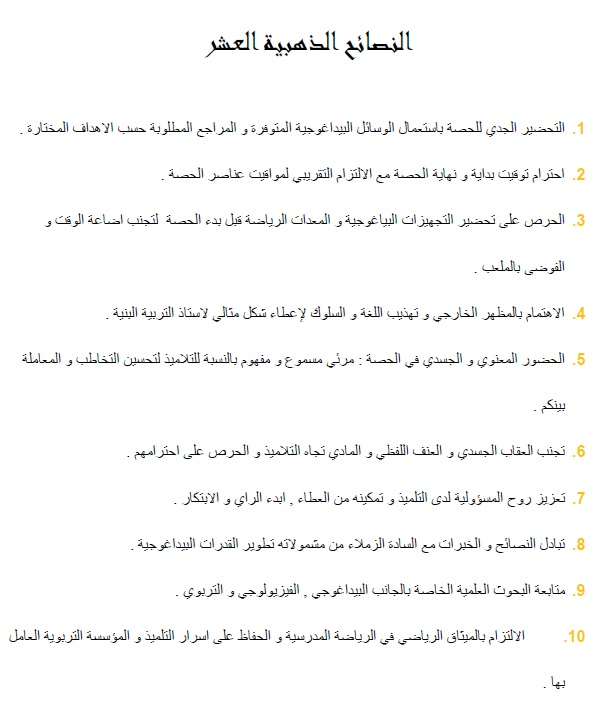 النصائح الذهبية العشر
1. التحضير الجدي للحصة باستعمال الوسائل البيداغوجية المتوفرة و المراجع المطلوبة حسب الاهداف المختارة .
2. احترام توقيت بداية و نهاية الحصة مع الالتزام التقريبي لمواقيت عناصر الحصة .
3. الحرص على تحضير التجهيزات البياغوجية و المعدات الرياضة قبل بدء الحصة لتجنب اضاعة الوقت و
الفوضى بالملعب .
4. الاهتمام بالمظهر الخارجي و تهذيب اللغة و السلوك لإعطاء شكل مثالي لاستاذ التربية البنية .
5. الحضور المعنوي و الجسدي في الحصة : مرئي مسموع و مفهوم بالنسبة للتلاميذ لتحسين التخاطب و المعاملة
بينكم .
6. تجنب العقاب الجسدي و العنف اللفظي و المادي تجاه التلاميذ و الحرص على احترامهم .
7. تعزيز روح المسؤولية لدى التلميذ و تمكينه من العطاء , ابدء الراي و الابتكار .
8. تبادل النصائح و الخبرات مع السادة الزملاء من مشمولاته تطوير القدرات البيداغوجية .
9. متابعة البحوث العلمية الخاصة بالجانب البيداغوجي , الفيزيولوجي و التربوي .
10. الالتزام بالميثاق الرياضي في الرياضة المدرسية و الحفاظ على اسرار التلميذ و المؤسسة التربوية العامل
بها .